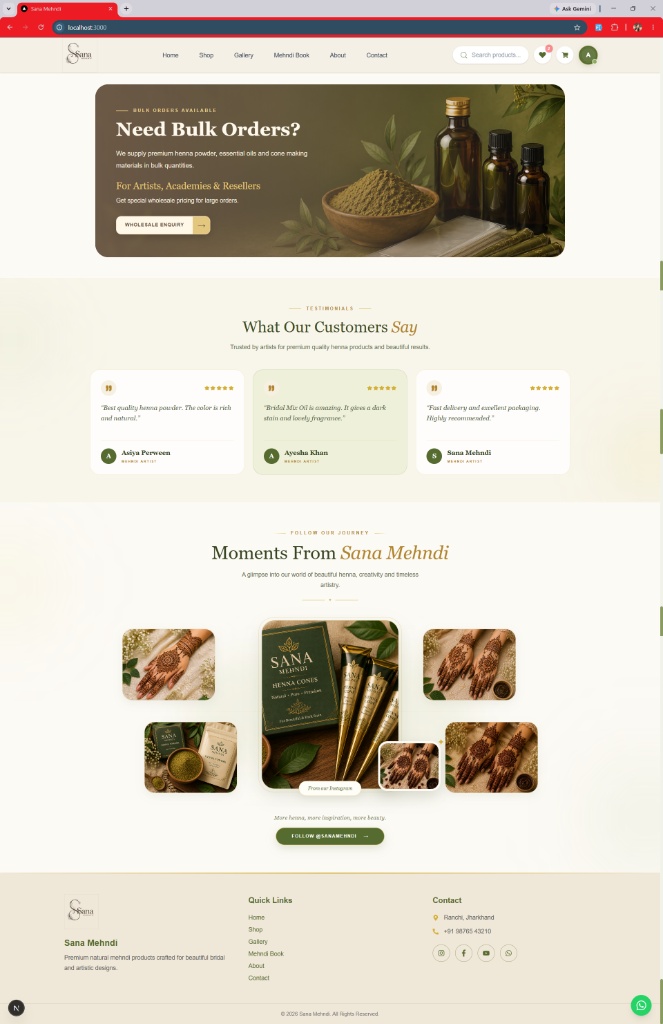 Sana Mehndi
Ask Gemini
localhost:3000
Sana
Home
Shop
Gallery
Mehndi Book
About
Contact
Search products...
A
BULK ORDERS AVAILABLE
Need Bulk Orders?
We supply premium henna powder, essential oils and cone making
materials in bulk quantities.
For Artists, Academies & Resellers
Get special wholesale pricing for large orders.
WHOLESALE ENQUIRY →
TESTIMONIALS
What Our Customers Say
Trusted by artists for premium quality henna products and beautiful results.
"Best quality henna powder. The color is rich
and natural."
A
Asiya Perween
MEHNDI ARTIST
"Bridal Mix Oil is amazing. It gives a dark
stain and lovely fragrance."
A
Ayesha Khan
MEHNDI ARTIST
"Fast delivery and excellent packaging.
Highly recommended."
S
Sana Mehndi
MEHNDI ARTIST
FOLLOW OUR JOURNEY
Moments From Sana Mehndi
A glimpse into our world of beautiful henna, creativity and timeless
artistry.
SANA
MEHNDI
HENNA CONES
Natural • Pure • Premium
SANA
SANA
From our Instagram
More henna, more inspiration, more beauty.
FOLLOW @SANAMEHNDI →
Sana
Sana Mehndi
Premium natural mehndi products crafted for beautiful bridal
and artistic designs.
Quick Links
Home
Shop
Gallery
Mehndi Book
About
Contact
Contact
Ranchi, Jharkhand
+91 98765 43210
N
© 2026 Sana Mehndi. All Rights Reserved.